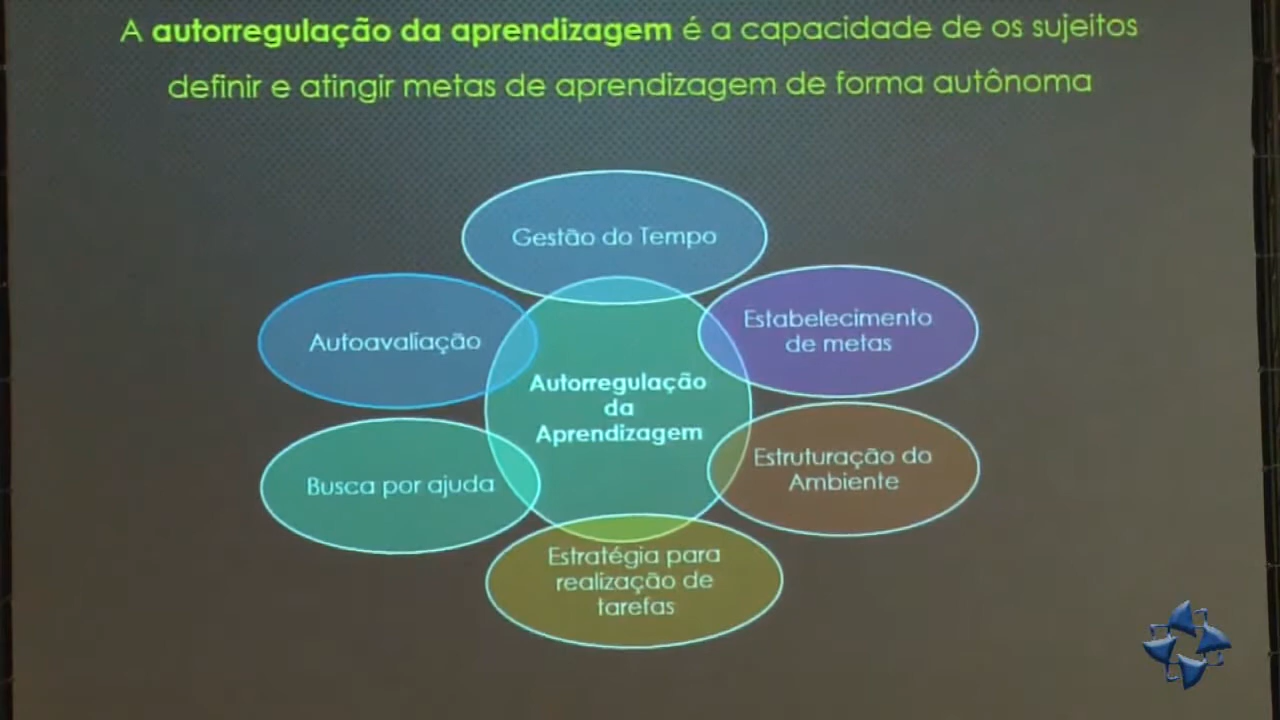 A autorregulação da aprendizagem é a capacidade de os sujeitos
definir e atingir metas de aprendizagem de forma autônoma
Gestão do Tempo
Estabelecimento
de metas
Autoavaliação
Autorregulação
da
Aprendizagem
Estruturação do
Ambiente
Busca por ajuda
Estratégia para
realização de
tarefas